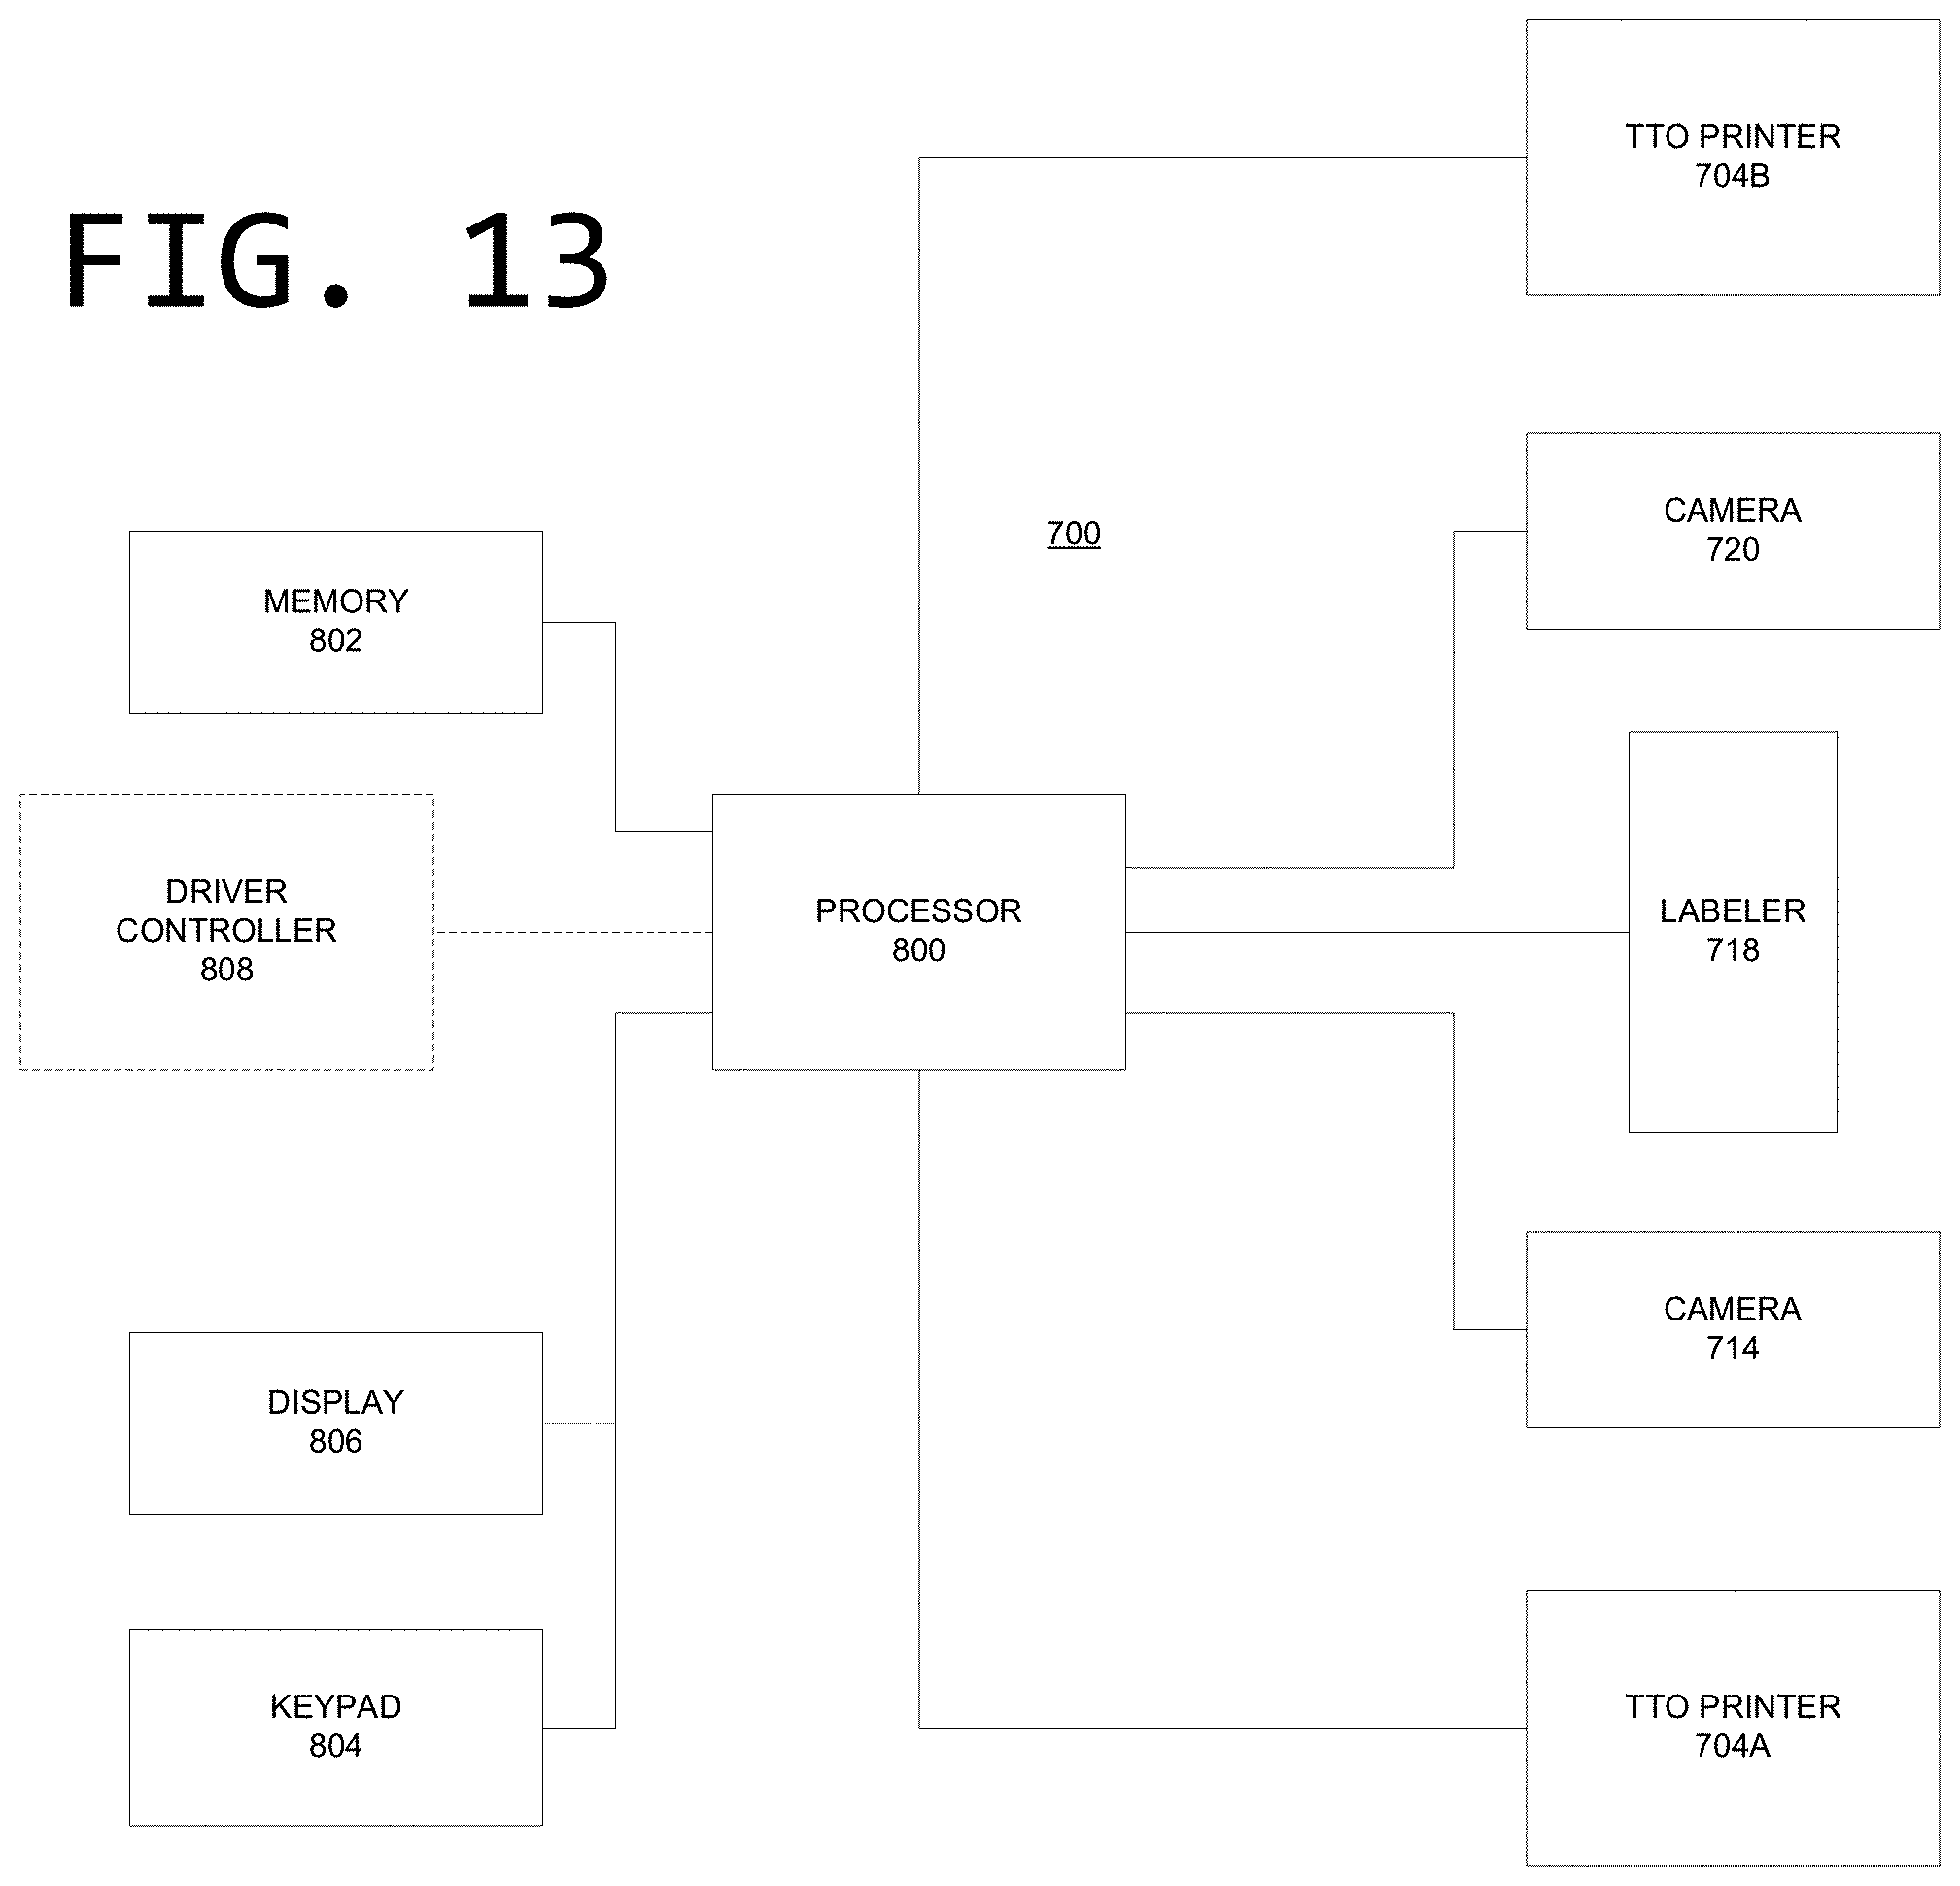 FIG. 13
TTO PRINTER
704B
CAMERA
720
700
MEMORY
802
DRIVER
CONTROLLER
808
PROCESSOR
800
LABELER
718
CAMERA
714
DISPLAY
806
KEYPAD
804
TTO PRINTER
704A